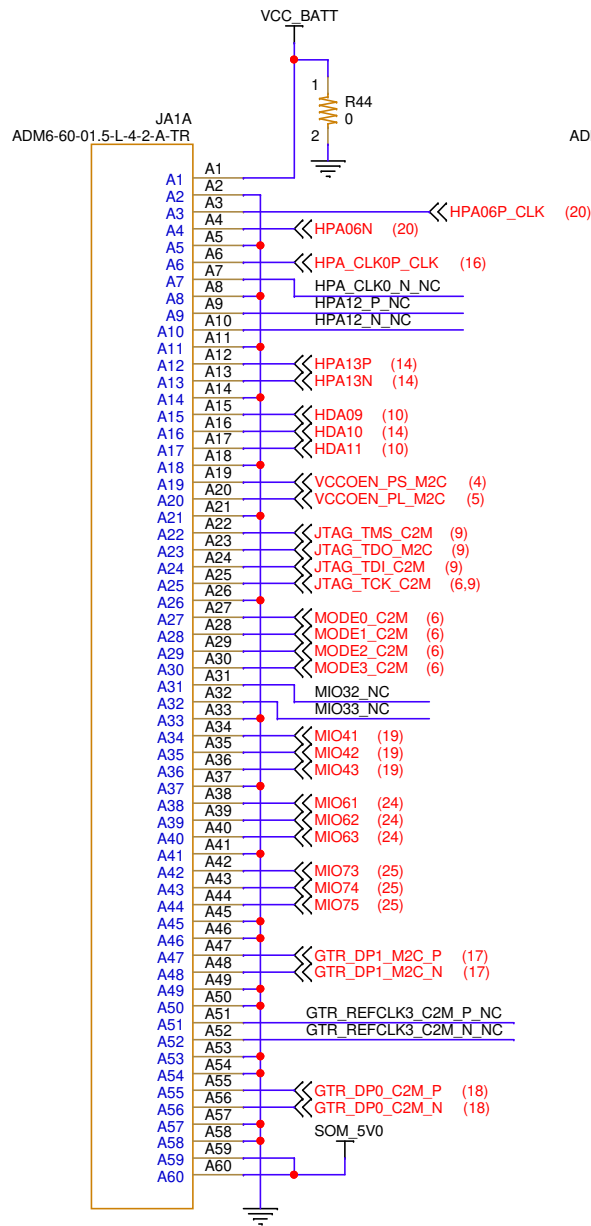 VCC_BATT
1
R44
0
2
JA1A
ADM6-60-01.5-L-4-2-A-TR
AD
A1 A1
A2 A2
A3 A3 HPA06P_CLK (20)
A4 A4 HPA06N (20)
A5 A5
A6 A6 HPA_CLK0P_CLK (16)
A7 A7 HPA_CLK0_N_NC
A8 A8
A9 A9 HPA12_P_NC
A10 A10 HPA12_N_NC
A11 A11
A12 A12 HPA13P (14)
A13 A13 HPA13N (14)
A14 A14
A15 A15 HDA09 (10)
A16 A16 HDA10 (14)
A17 A17 HDA11 (10)
A18 A18
A19 A19 VCCOEN_PS_M2C (4)
A20 A20 VCCOEN_PL_M2C (5)
A21 A21
A22 A22 JTAG_TMS_C2M (9)
A23 A23 JTAG_TDO_M2C (9)
A24 A24 JTAG_TDI_C2M (9)
A25 A25 JTAG_TCK_C2M (6,9)
A26 A26
A27 A27 MODE0_C2M (6)
A28 A28 MODE1_C2M (6)
A29 A29 MODE2_C2M (6)
A30 A30 MODE3_C2M (6)
A31 A31 MIO32_NC
A32 A32 MIO33_NC
A33 A33
A34 A34 MIO41 (19)
A35 A35 MIO42 (19)
A36 A36 MIO43 (19)
A37 A37
A38 A38 MIO61 (24)
A39 A39 MIO62 (24)
A40 A40 MIO63 (24)
A41 A41
A42 A42 MIO73 (25)
A43 A43 MIO74 (25)
A44 A44 MIO75 (25)
A45 A45
A46 A46
A47 A47 GTR_DP1_M2C_P (17)
A48 A48 GTR_DP1_M2C_N (17)
A49 A49
A50 A50
A51 A51 GTR_REFCLK3_C2M_P_NC
A52 A52 GTR_REFCLK3_C2M_N_NC
A53 A53
A54 A54
A55 A55 GTR_DP0_C2M_P (18)
A56 A56 GTR_DP0_C2M_N (18)
A57 A57
A58 A58 SOM_5V0
A59 A59
A60 A60